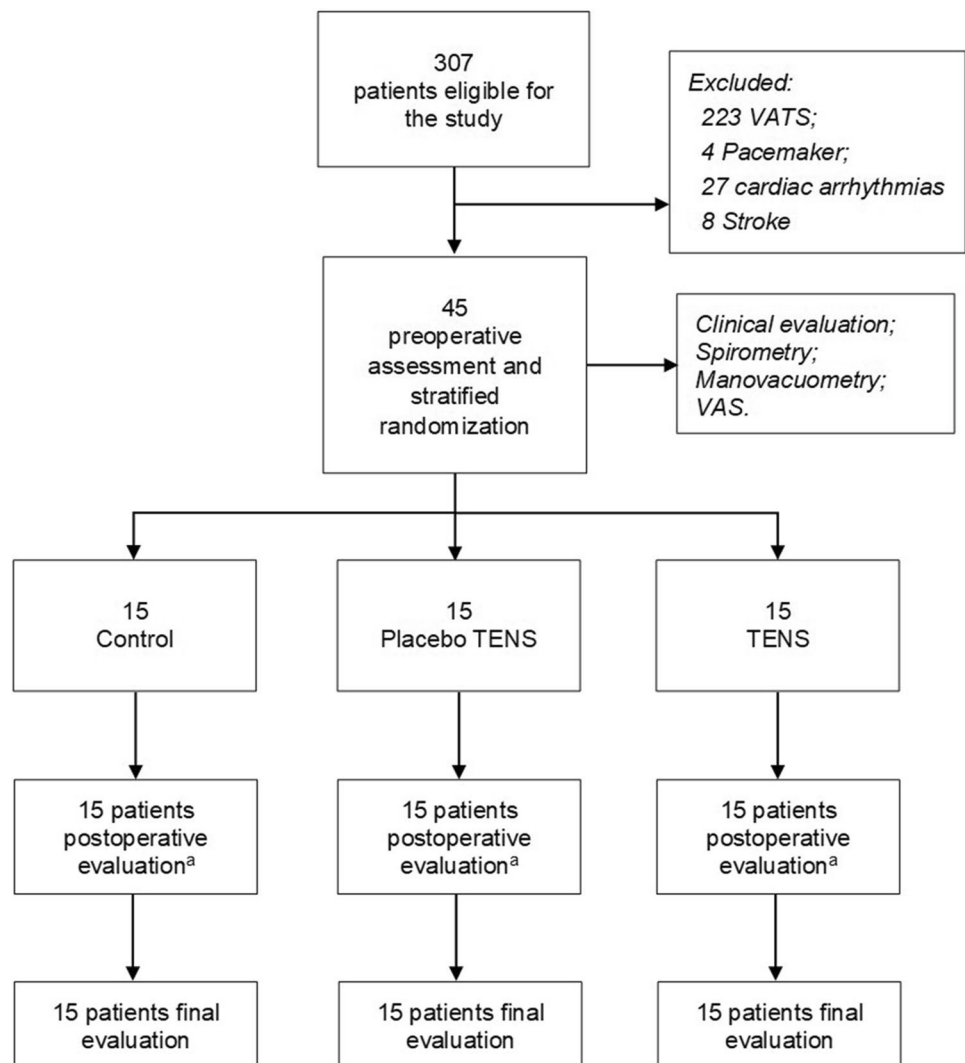 307
patients eligible for
the study
Excluded:
223 VATS;
4 Pacemaker;
27 cardiac arrhythmias
8 Stroke
45
preoperative
assessment and
stratified
randomization
Clinical evaluation;
Spirometry;
Manovacuometry;
VAS.
15
Control
15
Placebo TENS
15
TENS
15 patients
postoperative
evaluationᵃ
15 patients
postoperative
evaluationᵃ
15 patients
postoperative
evaluationᵃ
15 patients final
evaluation
15 patients final
evaluation
15 patients final
evaluation